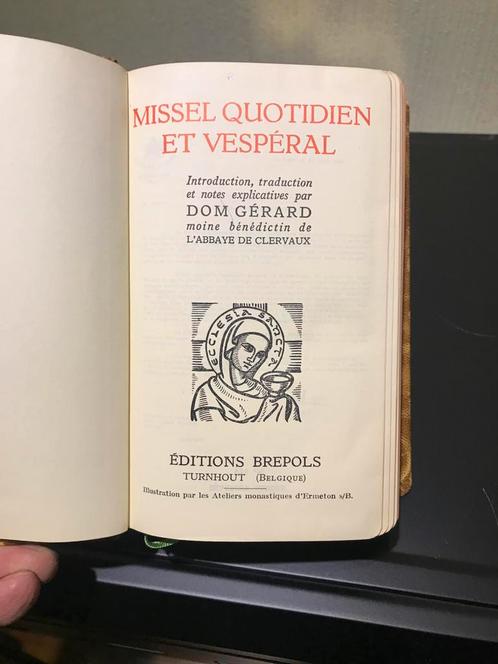 MISSEL QUOTIDIEN
ET VESPÉRAL
Introduction, traduction
et notes explicatives par
DOM GÉRARD
moine bénédictin de
L'ABBAYE DE CLERVAUX
ECCLESIA SANCTA
ÉDITIONS BREPOLS
TURNHOUT (BELGIQUE)
Illustration par les Ateliers monastiques d'Ermeton s/B.